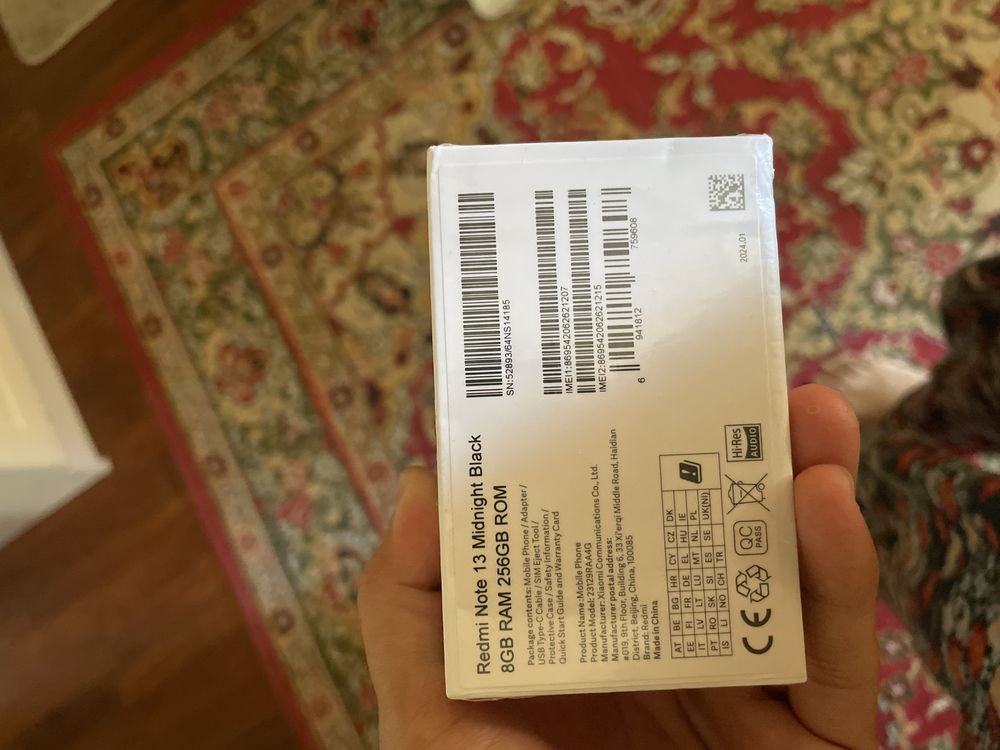 Redmi Note 13 Midnight Black
8GB RAM 256GB ROM
Package contents: Mobile Phone / Adapter /
USB Type-C Cable / SIM Eject Tool /
Protective Case / Safety Information /
Quick Start Guide and Warranty Card
Product Name: Mobile Phone
Product Model: 23129RAA4G
Manufacturer: Xiaomi Communications Co., Ltd.
Manufacturer postal address:
#019, 9th Floor, Building 6, 33 Xi'erqi Middle Road, Haidian
District, Beijing, China, 100085
Brand: Redmi
Made in China
AT BE BG HR CY CZ DK
EE FI FR DE EL HU IE
IT LV LT LU MT NL PL
PT RO SK SI ES SE UK(NI)
IS LI NO CH TR
CE
QC
PASS
Hi-Res
AUDIO
SN:52893/64NS14185
IMEI1:869542062621207
IMEI2:869542062621215
6 941812 759608
2024.01